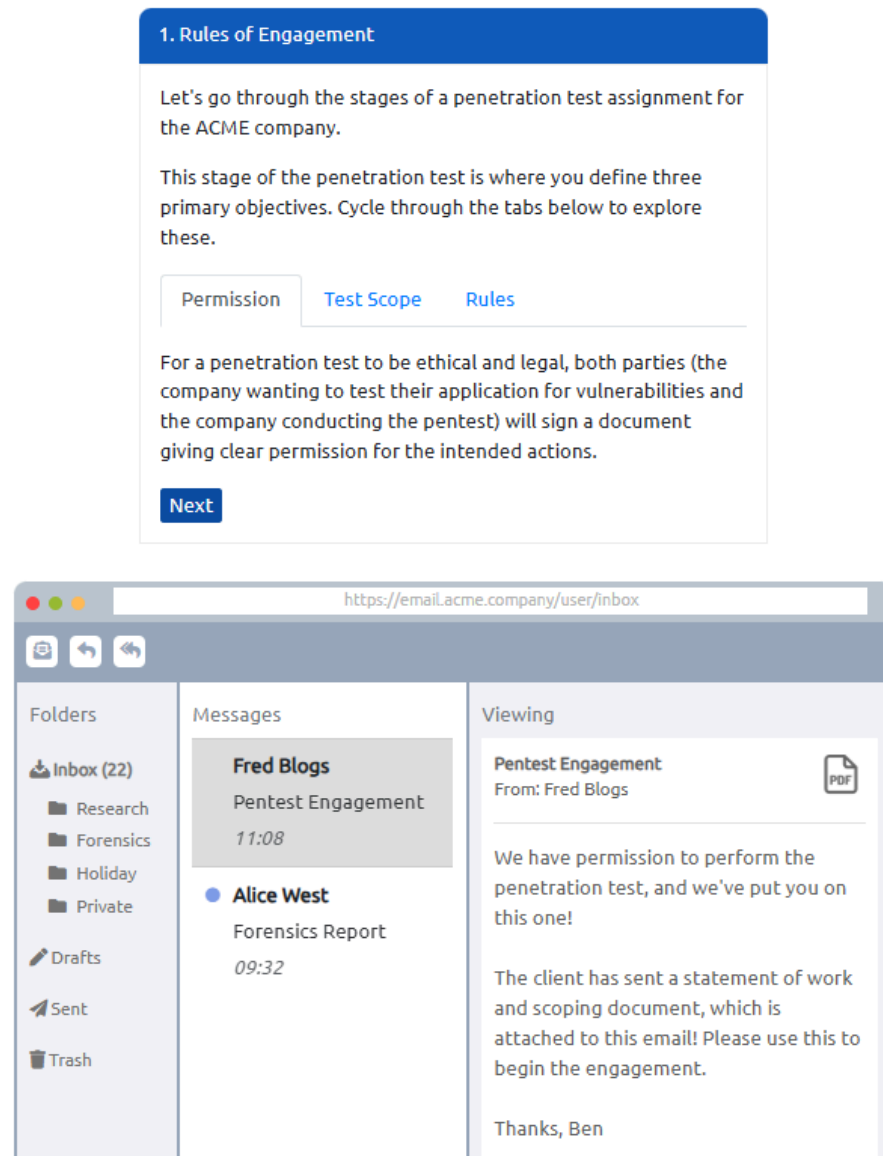 1. Rules of Engagement
Let's go through the stages of a penetration test assignment for
the ACME company.
This stage of the penetration test is where you define three
primary objectives. Cycle through the tabs below to explore
these.
Permission Test Scope Rules
For a penetration test to be ethical and legal, both parties (the
company wanting to test their application for vulnerabilities and
the company conducting the pentest) will sign a document
giving clear permission for the intended actions.
Next
https://email.acme.company/user/inbox
Folders
Inbox (22)
Research
Forensics
Holiday
Private
Drafts
Sent
Trash
Messages
Fred Blogs
Pentest Engagement
11:08
Alice West
Forensics Report
09:32
Viewing
Pentest Engagement
From: Fred Blogs
PDF
We have permission to perform the
penetration test, and we've put you on
this one!
The client has sent a statement of work
and scoping document, which is
attached to this email! Please use this to
begin the engagement.
Thanks, Ben